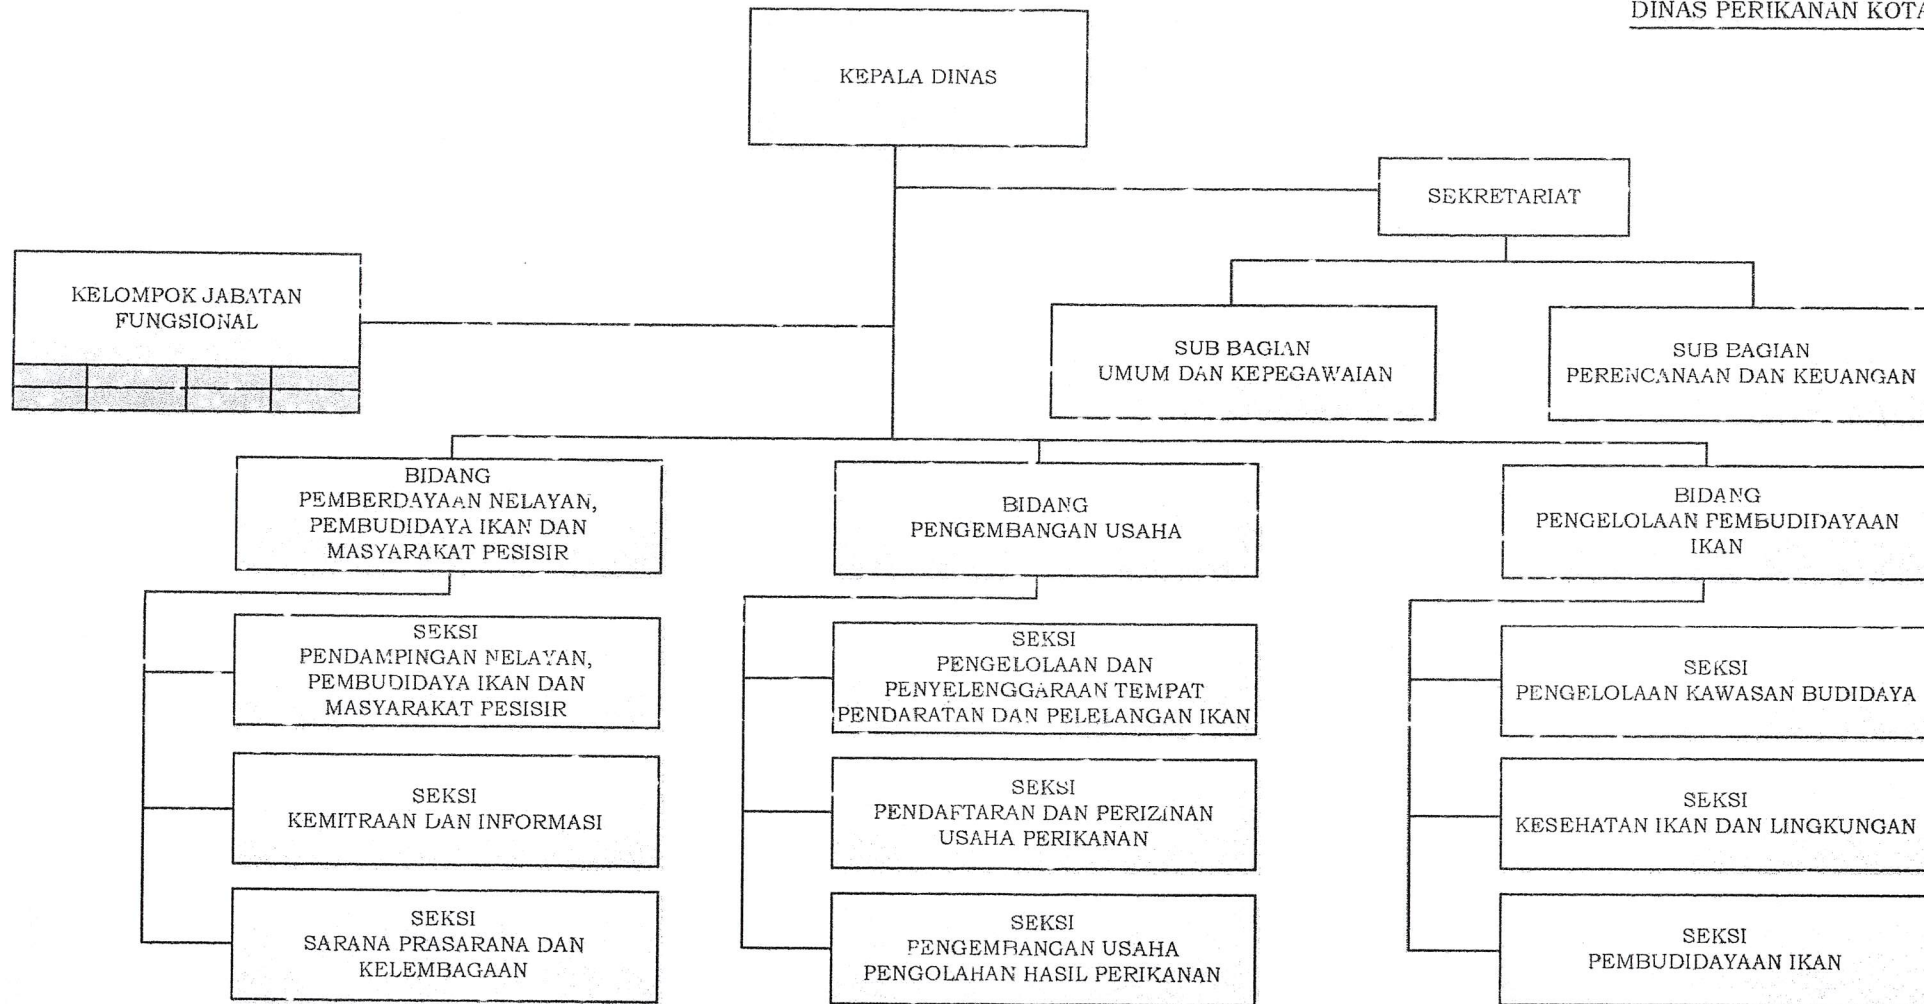 DINAS PERIKANAN KOTA
KEPALA DINAS
SEKRETARIAT
KELOMPOK JABATAN
FUNGSIONAL
SUB BAGIAN
UMUM DAN KEPEGAWAIAN
SUB BAGIAN
PERENCANAAN DAN KEUANGAN
BIDANG
PEMBERDAYAAN NELAYAN,
PEMBUDIDAYA IKAN DAN
MASYARAKAT PESISIR
BIDANG
PENGEMBANGAN USAHA
BIDANG
PENGELOLAAN PEMBUDIDAYAAN
IKAN
SEKSI
PENDAMPINGAN NELAYAN,
PEMBUDIDAYA IKAN DAN
MASYARAKAT PESISIR
SEKSI
PENGELOLAAN DAN
PENYELENGGARAAN TEMPAT
PENDARATAN DAN PELELANGAN IKAN
SEKSI
PENGELOLAAN KAWASAN BUDIDAYA
SEKSI
KEMITRAAN DAN INFORMASI
SEKSI
PENDAFTARAN DAN PERIZINAN
USAHA PERIKANAN
SEKSI
KESEHATAN IKAN DAN LINGKUNGAN
SEKSI
SARANA PRASARANA DAN
KELEMBAGAAN
SEKSI
PENGEMBANGAN USAHA
PENGOLAHAN HASIL PERIKANAN
SEKSI
PEMBUDIDAYAAN IKAN